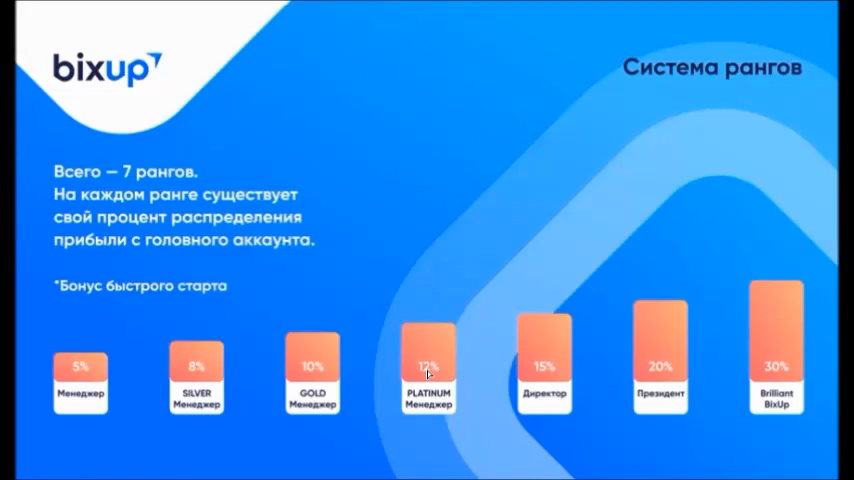 bixup
Система рангов
Всего — 7 рангов.
На каждом ранге существует
свой процент распределения
прибыли с головного аккаунта.
*Бонус быстрого старта
5%
Менеджер
8%
SILVER
Менеджер
10%
GOLD
Менеджер
12%
PLATINUM
Менеджер
15%
Директор
20%
Президент
30%
Brilliant
BixUp